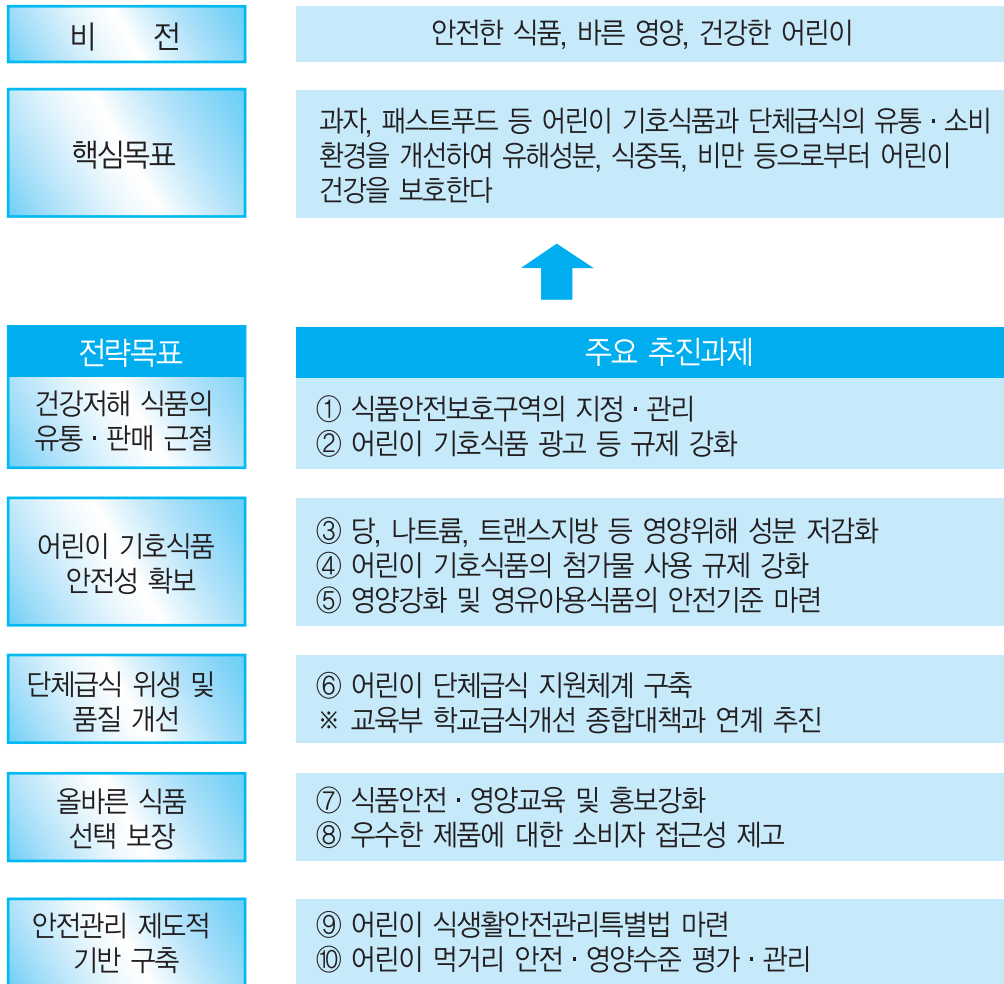 비 전
안전한 식품, 바른 영양, 건강한 어린이
핵심목표
과자, 패스트푸드 등 어린이 기호식품과 단체급식의 유통·소비
환경을 개선하여 유해성분, 식중독, 비만 등으로부터 어린이
건강을 보호한다
전략목표
주요 추진과제
건강저해 식품의
유통·판매 근절
① 식품안전보호구역의 지정·관리
② 어린이 기호식품 광고 등 규제 강화
어린이 기호식품
안전성 확보
③ 당, 나트륨, 트랜스지방 등 영양위해 성분 저감화
④ 어린이 기호식품의 첨가물 사용 규제 강화
⑤ 영양강화 및 영유아용식품의 안전기준 마련
단체급식 위생 및
품질 개선
⑥ 어린이 단체급식 지원체계 구축
※ 교육부 학교급식개선 종합대책과 연계 추진
올바른 식품
선택 보장
⑦ 식품안전·영양교육 및 홍보강화
⑧ 우수한 제품에 대한 소비자 접근성 제고
안전관리 제도적
기반 구축
⑨ 어린이 식생활안전관리특별법 마련
⑩ 어린이 먹거리 안전·영양수준 평가·관리